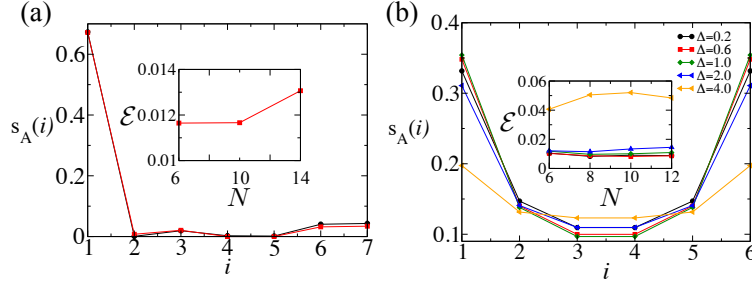 (a)
0.6
0.4
0.2
0
s_A(i)
1 2 3 4 5 6 7
i
0.014
0.012
0.01
ℰ
6 10 14
N
(b)
0.4
0.3
0.2
0.1
s_A(i)
1 2 3 4 5 6
i
Δ=0.2
Δ=0.6
Δ=1.0
Δ=2.0
Δ=4.0
0.06
0.04
0.02
0.00
ℰ
6 8 10 12
N